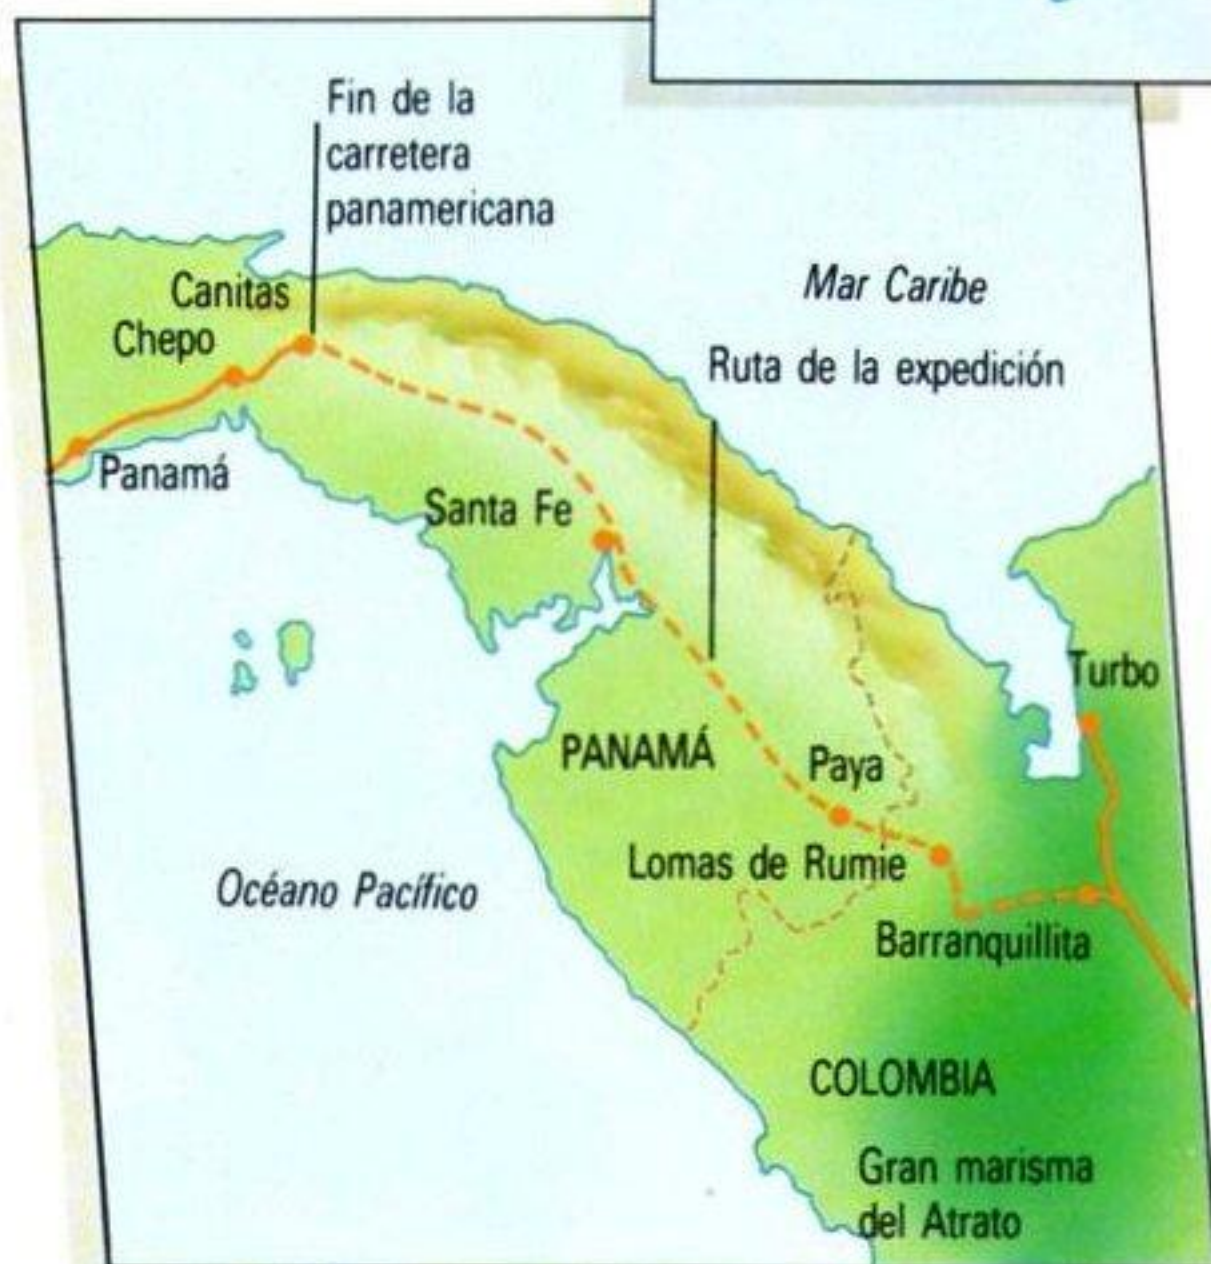 Fin de la
carretera
panamericana
Mar Caribe
Canitas
Chepo
Ruta de la expedición
Panamá
Santa Fe
Turbo
PANAMÁ
Paya
Lomas de Rumie
Océano Pacífico
Barranquillita
COLOMBIA
Gran marisma
del Atrato